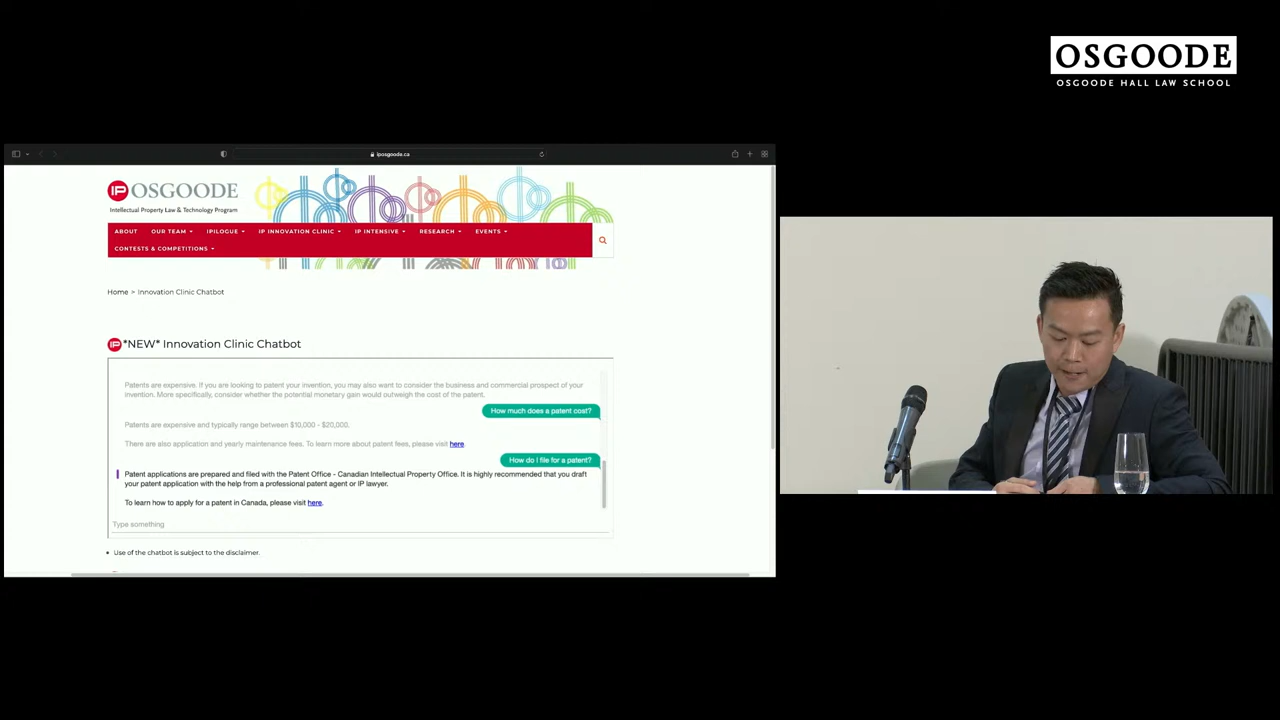 OSGOODE
OSGOODE HALL LAW SCHOOL
iposgoode.ca
IP OSGOODE
Intellectual Property Law & Technology Program
ABOUT OUR TEAM IPILOGUE IP INNOVATION CLINIC IP INTENSIVE RESEARCH EVENTS
CONTESTS & COMPETITIONS
Home > Innovation Clinic Chatbot
IP *NEW* Innovation Clinic Chatbot
Patents are expensive. If you are looking to patent your invention, you may also want to consider the business and commercial prospect of your
invention. More specifically, consider whether the potential monetary gain would outweigh the cost of the patent.
How much does a patent cost?
Patents are expensive and typically range between $10,000 - $20,000.
There are also application and yearly maintenance fees. To learn more about patent fees, please visit here.
How do I file for a patent?
Patent applications are prepared and filed with the Patent Office - Canadian Intellectual Property Office. It is highly recommended that you draft
your patent application with the help from a professional patent agent or IP lawyer.
To learn how to apply for a patent in Canada, please visit here.
Type something
Use of the chatbot is subject to the disclaimer.